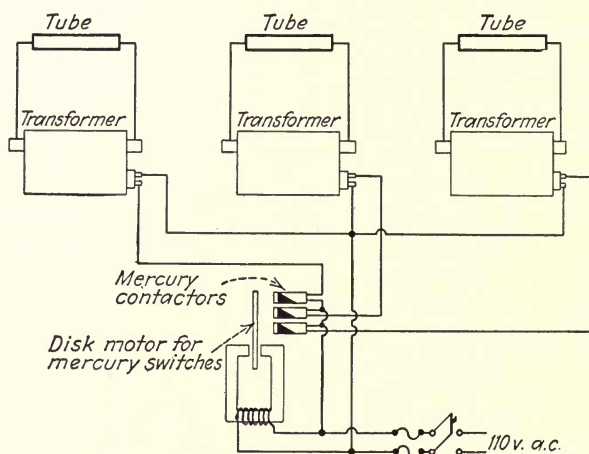 Tube
Tube
Tube
Transformer
Transformer
Transformer
Mercury
contactors
Disk motor for
mercury switches
110 v. a.c.